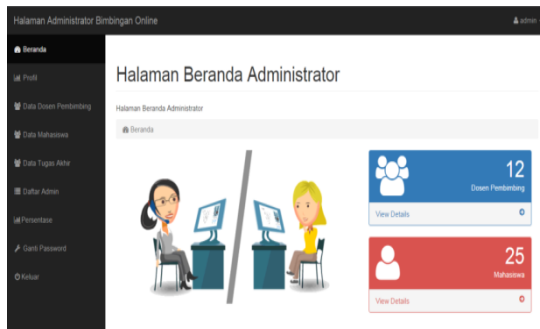 Halaman Administrator Bimbingan Online
admin
Beranda
Profil
Data Dosen Pembimbing
Data Mahasiswa
Data Tugas Akhir
Daftar Admin
Persentase
Ganti Password
Keluar
Halaman Beranda Administrator
Halaman Beranda Administrator
Beranda
12
Dosen Pembimbing
View Details
25
Mahasiswa
View Details